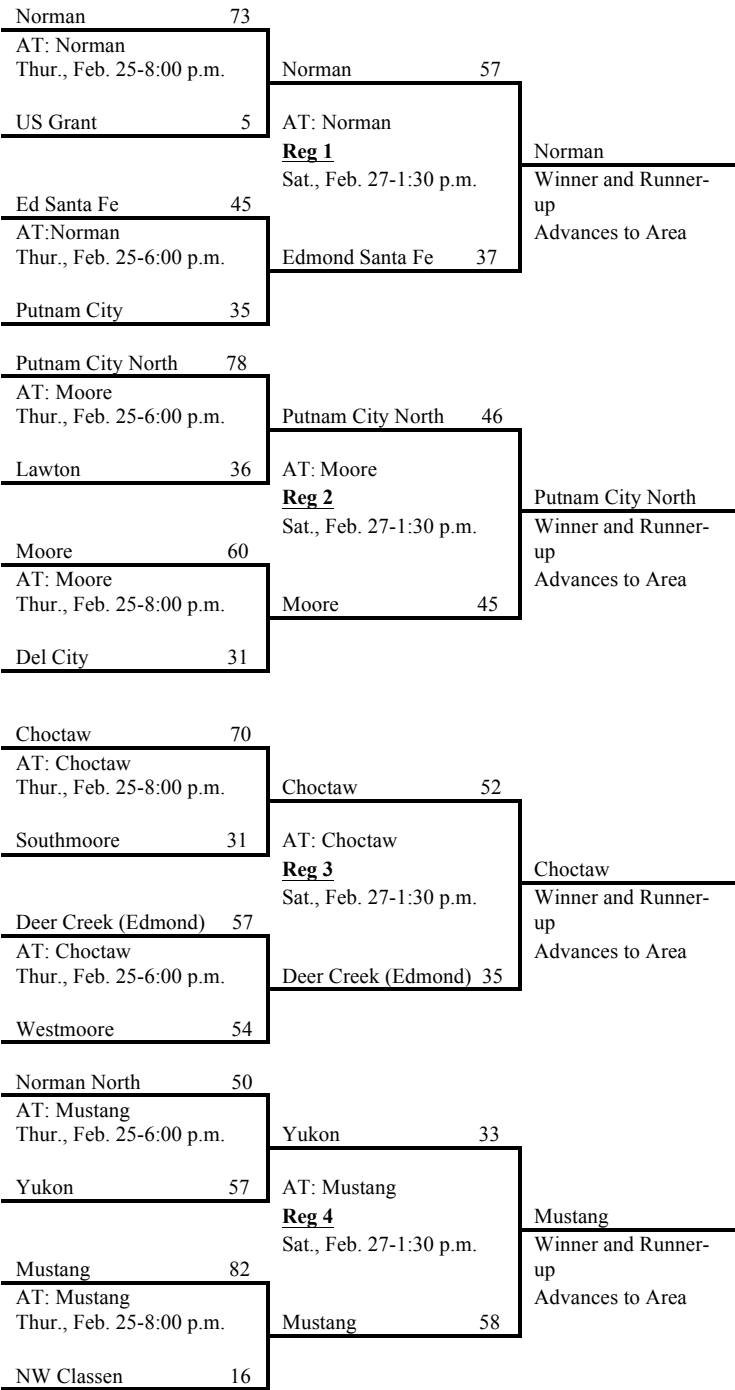 Norman 73
AT: Norman
Thur., Feb. 25-8:00 p.m.
Norman 57
US Grant 5
AT: Norman
Reg 1
Norman
Sat., Feb. 27-1:30 p.m.
Winner and Runner-
up
Ed Santa Fe 45
Advances to Area
AT:Norman
Thur., Feb. 25-6:00 p.m.
Edmond Santa Fe 37
Putnam City 35
Putnam City North 78
AT: Moore
Thur., Feb. 25-6:00 p.m.
Putnam City North 46
Lawton 36
AT: Moore
Reg 2
Putnam City North
Sat., Feb. 27-1:30 p.m.
Winner and Runner-
up
Moore 60
Advances to Area
AT: Moore
Thur., Feb. 25-8:00 p.m.
Moore 45
Del City 31
Choctaw 70
AT: Choctaw
Thur., Feb. 25-8:00 p.m.
Choctaw 52
Southmoore 31
AT: Choctaw
Reg 3
Choctaw
Sat., Feb. 27-1:30 p.m.
Winner and Runner-
up
Deer Creek (Edmond) 57
Advances to Area
AT: Choctaw
Thur., Feb. 25-6:00 p.m.
Deer Creek (Edmond) 35
Westmoore 54
Norman North 50
AT: Mustang
Thur., Feb. 25-6:00 p.m.
Yukon 33
Yukon 57
AT: Mustang
Reg 4
Mustang
Sat., Feb. 27-1:30 p.m.
Winner and Runner-
up
Mustang 82
Advances to Area
AT: Mustang
Thur., Feb. 25-8:00 p.m.
Mustang 58
NW Classen 16